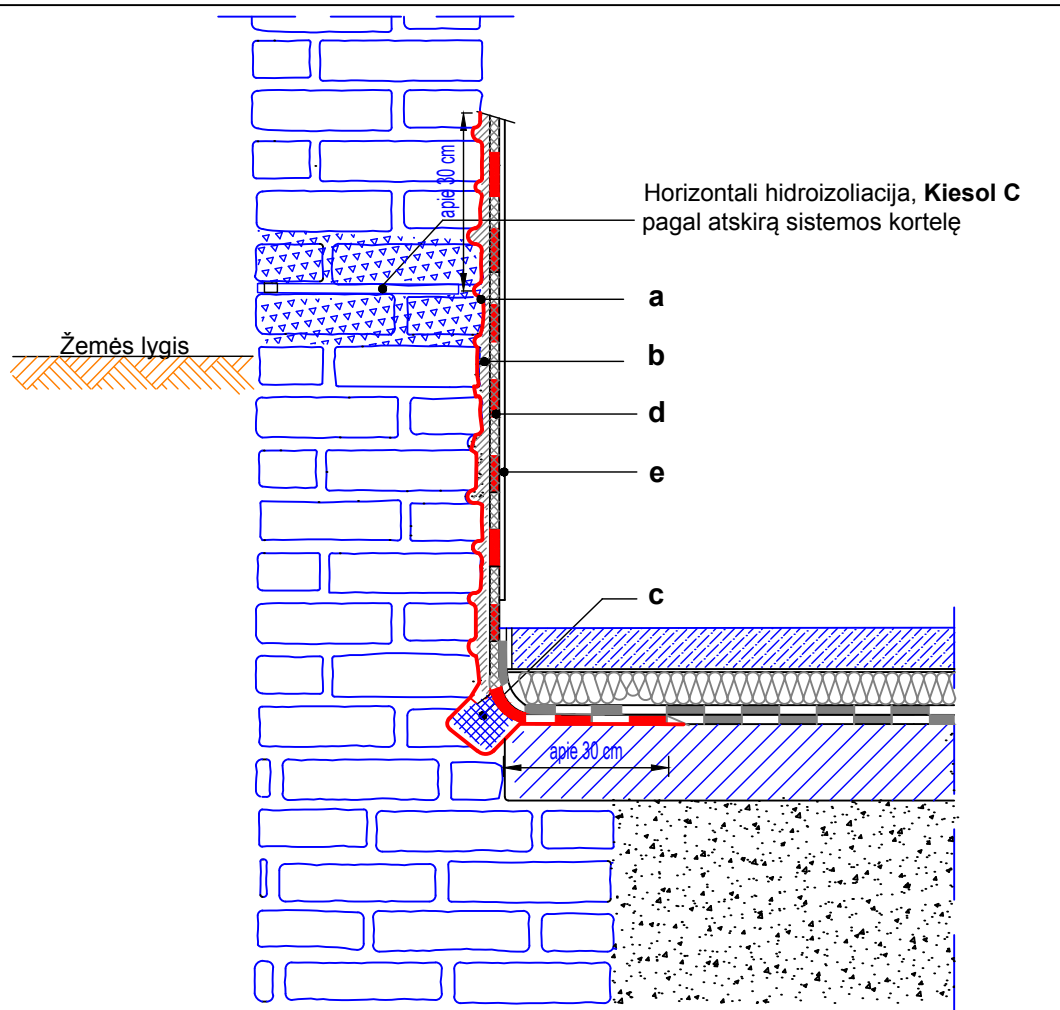 apie 30 cm
Horizontali hidroizoliacija, Kiesol C
pagal atskirą sistemos kortelę
a
Žemės lygis
b
d
e
c
apie 30 cm